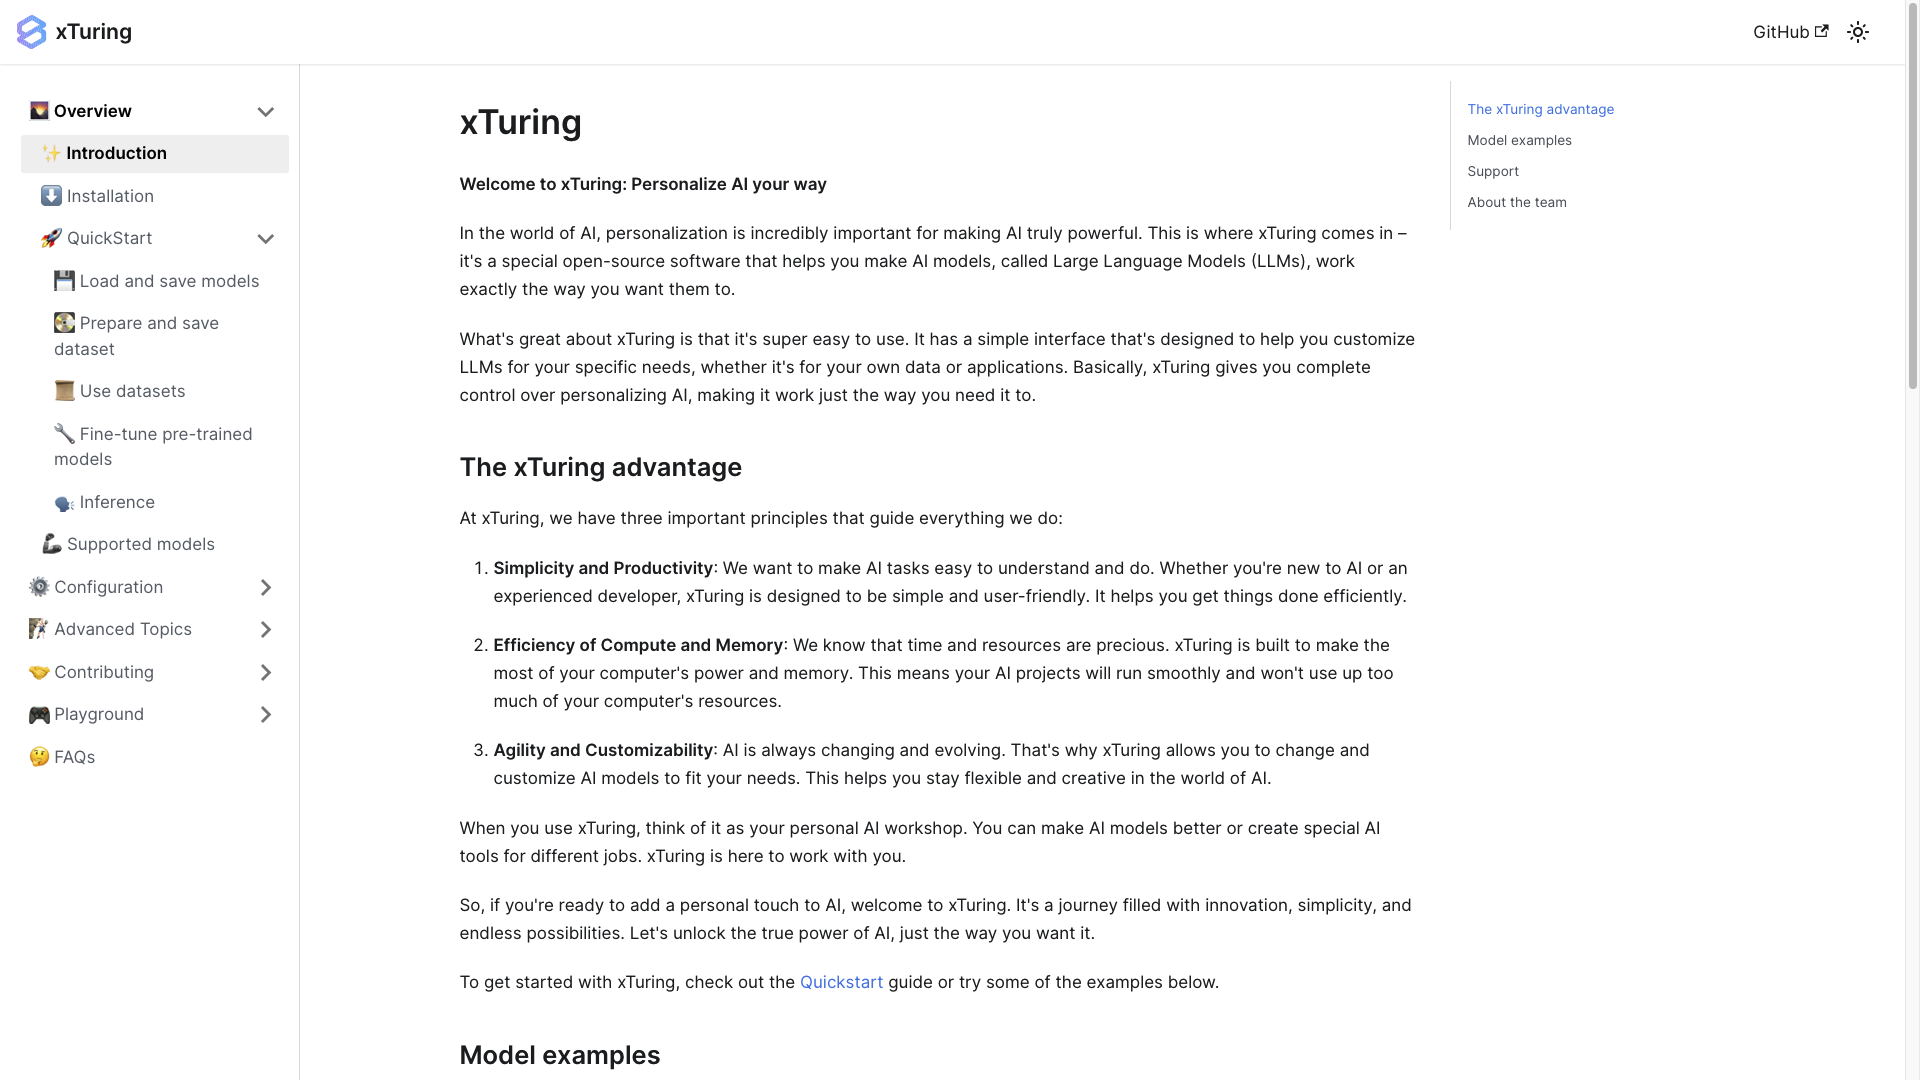 xTuring
GitHub
Overview
Introduction
Installation
QuickStart
Load and save models
Prepare and save
dataset
Use datasets
Fine-tune pre-trained
models
Inference
Supported models
Configuration
Advanced Topics
Contributing
Playground
FAQs
xTuring
Welcome to xTuring: Personalize AI your way
In the world of AI, personalization is incredibly important for making AI truly powerful. This is where xTuring comes in –
it's a special open-source software that helps you make AI models, called Large Language Models (LLMs), work
exactly the way you want them to.
What's great about xTuring is that it's super easy to use. It has a simple interface that's designed to help you customize
LLMs for your specific needs, whether it's for your own data or applications. Basically, xTuring gives you complete
control over personalizing AI, making it work just the way you need it to.
The xTuring advantage
At xTuring, we have three important principles that guide everything we do:
1. Simplicity and Productivity: We want to make AI tasks easy to understand and do. Whether you're new to AI or an
experienced developer, xTuring is designed to be simple and user-friendly. It helps you get things done efficiently.
2. Efficiency of Compute and Memory: We know that time and resources are precious. xTuring is built to make the
most of your computer's power and memory. This means your AI projects will run smoothly and won't use up too
much of your computer's resources.
3. Agility and Customizability: AI is always changing and evolving. That's why xTuring allows you to change and
customize AI models to fit your needs. This helps you stay flexible and creative in the world of AI.
When you use xTuring, think of it as your personal AI workshop. You can make AI models better or create special AI
tools for different jobs. xTuring is here to work with you.
So, if you're ready to add a personal touch to AI, welcome to xTuring. It's a journey filled with innovation, simplicity, and
endless possibilities. Let's unlock the true power of AI, just the way you want it.
To get started with xTuring, check out the Quickstart guide or try some of the examples below.
Model examples
The xTuring advantage
Model examples
Support
About the team